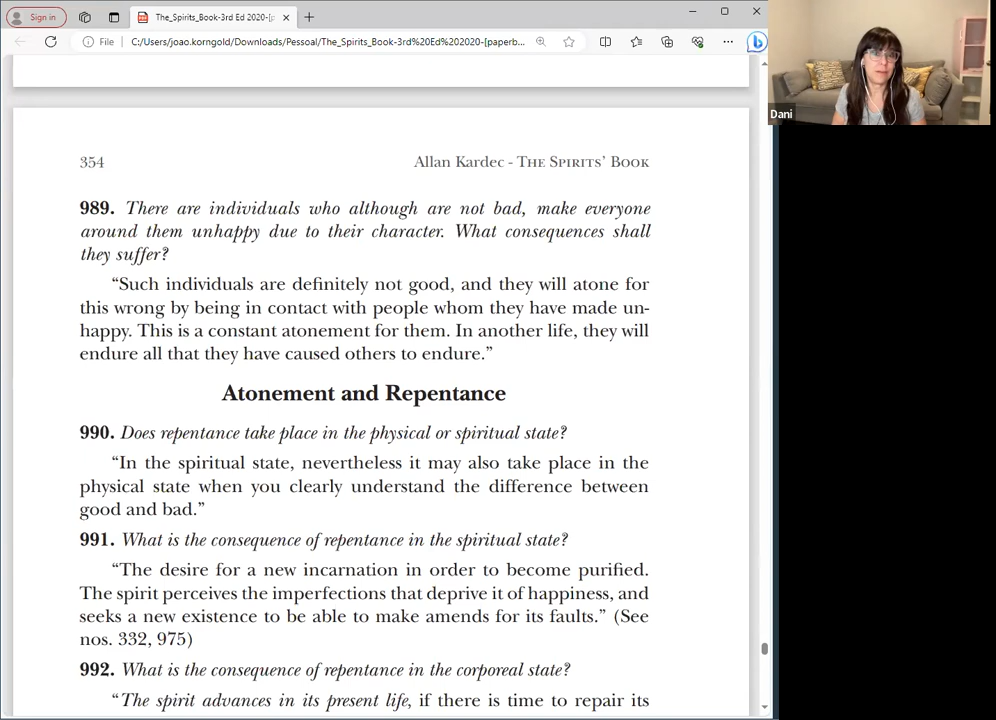 Sign in
The_Spirits_Book-3rd Ed 2020-[p
File
C:/Users/joao.korngold/Downloads/Pessoal/The_Spirits_Book-3rd%20Ed%202020-[paperb...
Dani
354
Allan Kardec - THE SPIRITS’ BOOK
989. There are individuals who although are not bad, make everyone
around them unhappy due to their character. What consequences shall
they suffer?
“Such individuals are definitely not good, and they will atone for
this wrong by being in contact with people whom they have made un-
happy. This is a constant atonement for them. In another life, they will
endure all that they have caused others to endure.”
Atonement and Repentance
990. Does repentance take place in the physical or spiritual state?
“In the spiritual state, nevertheless it may also take place in the
physical state when you clearly understand the difference between
good and bad.”
991. What is the consequence of repentance in the spiritual state?
“The desire for a new incarnation in order to become purified.
The spirit perceives the imperfections that deprive it of happiness, and
seeks a new existence to be able to make amends for its faults.” (See
nos. 332, 975)
992. What is the consequence of repentance in the corporeal state?
“The spirit advances in its present life, if there is time to repair its